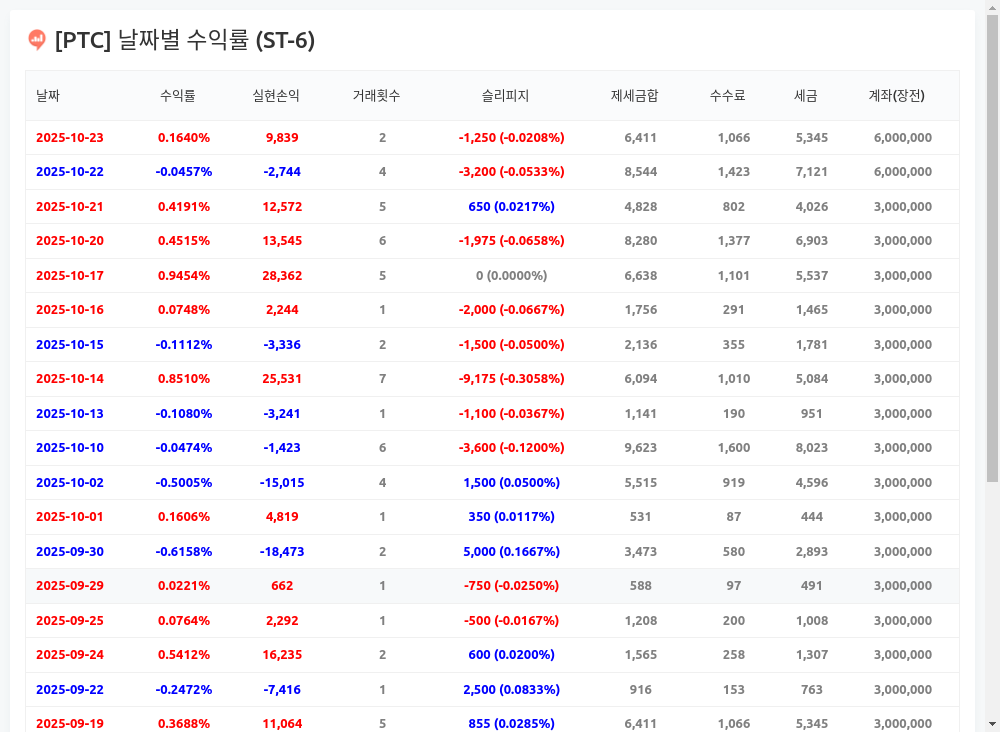 [PTC] 날짜별 수익률 (ST-6)
날짜 수익률 실현손익 거래횟수 슬리피지 제세금합 수수료 세금 계좌(장전)
2025-10-23 0.1640% 9,839 2 -1,250 (-0.0208%) 6,411 1,066 5,345 6,000,000
2025-10-22 -0.0457% -2,744 4 -3,200 (-0.0533%) 8,544 1,423 7,121 6,000,000
2025-10-21 0.4191% 12,572 5 650 (0.0217%) 4,828 802 4,026 3,000,000
2025-10-20 0.4515% 13,545 6 -1,975 (-0.0658%) 8,280 1,377 6,903 3,000,000
2025-10-17 0.9454% 28,362 5 0 (0.0000%) 6,638 1,101 5,537 3,000,000
2025-10-16 0.0748% 2,244 1 -2,000 (-0.0667%) 1,756 291 1,465 3,000,000
2025-10-15 -0.1112% -3,336 2 -1,500 (-0.0500%) 2,136 355 1,781 3,000,000
2025-10-14 0.8510% 25,531 7 -9,175 (-0.3058%) 6,094 1,010 5,084 3,000,000
2025-10-13 -0.1080% -3,241 1 -1,100 (-0.0367%) 1,141 190 951 3,000,000
2025-10-10 -0.0474% -1,423 6 -3,600 (-0.1200%) 9,623 1,600 8,023 3,000,000
2025-10-02 -0.5005% -15,015 4 1,500 (0.0500%) 5,515 919 4,596 3,000,000
2025-10-01 0.1606% 4,819 1 350 (0.0117%) 531 87 444 3,000,000
2025-09-30 -0.6158% -18,473 2 5,000 (0.1667%) 3,473 580 2,893 3,000,000
2025-09-29 0.0221% 662 1 -750 (-0.0250%) 588 97 491 3,000,000
2025-09-25 0.0764% 2,292 1 -500 (-0.0167%) 1,208 200 1,008 3,000,000
2025-09-24 0.5412% 16,235 2 600 (0.0200%) 1,565 258 1,307 3,000,000
2025-09-22 -0.2472% -7,416 1 2,500 (0.0833%) 916 153 763 3,000,000
2025-09-19 0.3688% 11,064 5 855 (0.0285%) 6,411 1,066 5,345 3,000,000